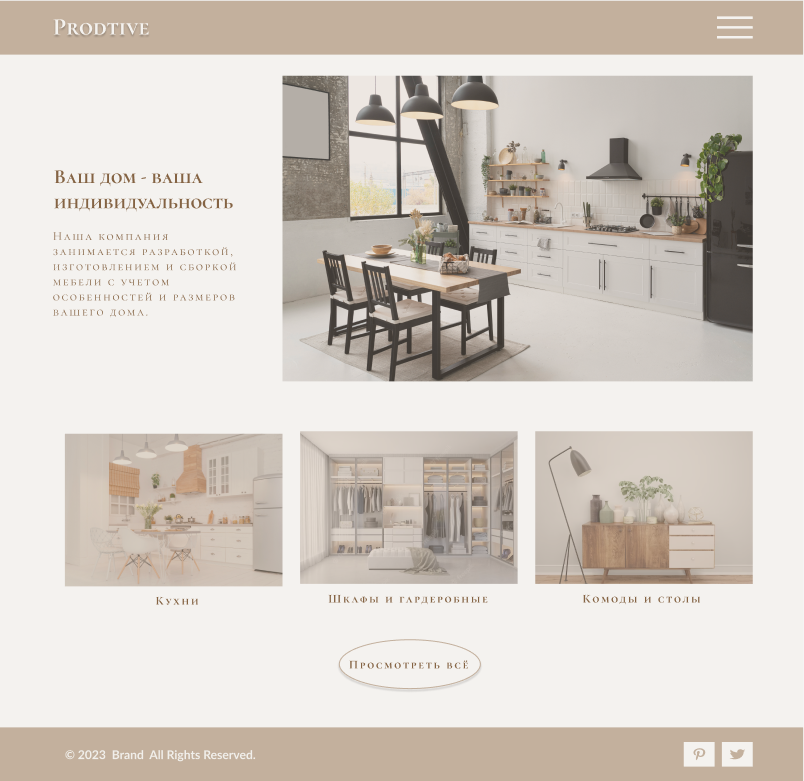 Prodtive
Ваш дом - ваша
индивидуальность
Наша компания
занимается разработкой,
изготовлением и сборкой
мебели с учетом
особенностей и размеров
вашего дома.
Кухни
Шкафы и гардеробные
Комоды и столы
Просмотреть всё
© 2023 Brand All Rights Reserved.